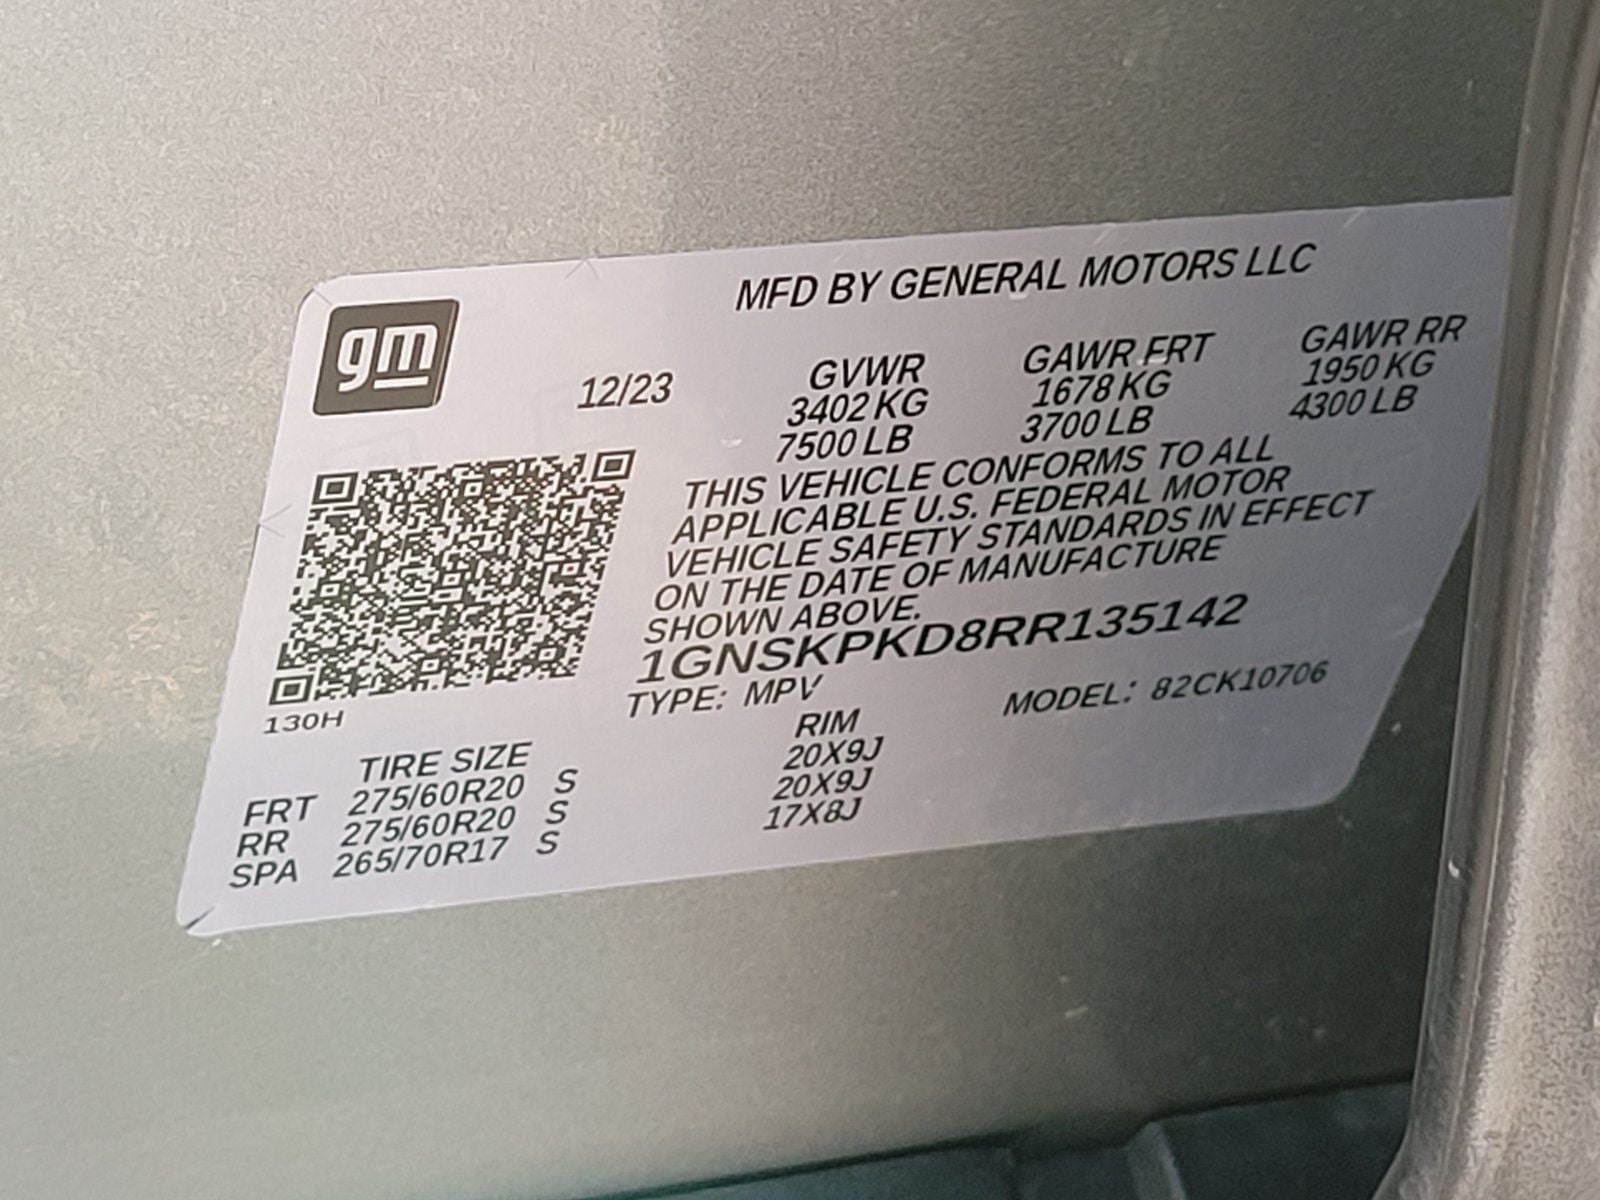 MFD BY GENERAL MOTORS LLC
gm
12/23
GVWR GAWR FRT GAWR RR
3402 KG 1678 KG 1950 KG
7500 LB 3700 LB 4300 LB
THIS VEHICLE CONFORMS TO ALL
APPLICABLE U.S. FEDERAL MOTOR
VEHICLE SAFETY STANDARDS IN EFFECT
ON THE DATE OF MANUFACTURE
SHOWN ABOVE.
1GNSKPKD8RR135142
TYPE: MPV MODEL: 82CK10706
130H
TIRE SIZE RIM
FRT 275/60R20 S 20X9J
RR 275/60R20 S 20X9J
SPA 265/70R17 S 17X8J